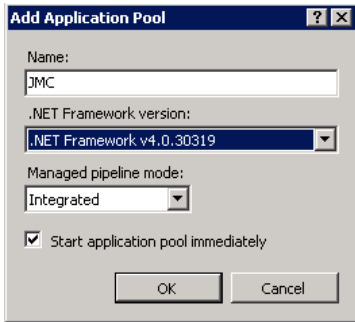 Add Application Pool
Name:
JMC
.NET Framework version:
.NET Framework v4.0.30319
Managed pipeline mode:
Integrated
Start application pool immediately
OK Cancel